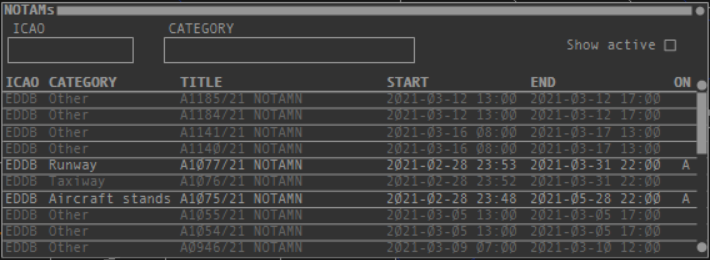 NOTAMs
ICAO CATEGORY
Show active
ICAO CATEGORY TITLE START END ON
EDDB Other A1185/21 NOTAMN 2021-03-12 13:00 2021-03-12 17:00
EDDB Other A1184/21 NOTAMN 2021-03-12 13:00 2021-03-12 17:00
EDDB Other A1141/21 NOTAMN 2021-03-16 08:00 2021-03-17 13:00
EDDB Other A1140/21 NOTAMN 2021-03-16 08:00 2021-03-17 13:00
EDDB Runway A1077/21 NOTAMN 2021-02-28 23:53 2021-03-31 22:00 A
EDDB Taxiway A1076/21 NOTAMN 2021-02-28 23:52 2021-03-31 22:00
EDDB Aircraft stands A1075/21 NOTAMN 2021-02-28 23:48 2021-05-28 22:00 A
EDDB Other A1055/21 NOTAMN 2021-03-05 13:00 2021-03-05 17:00
EDDB Other A1054/21 NOTAMN 2021-03-05 13:00 2021-03-05 17:00
EDDB Other A0946/21 NOTAMN 2021-03-09 07:00 2021-03-10 12:00